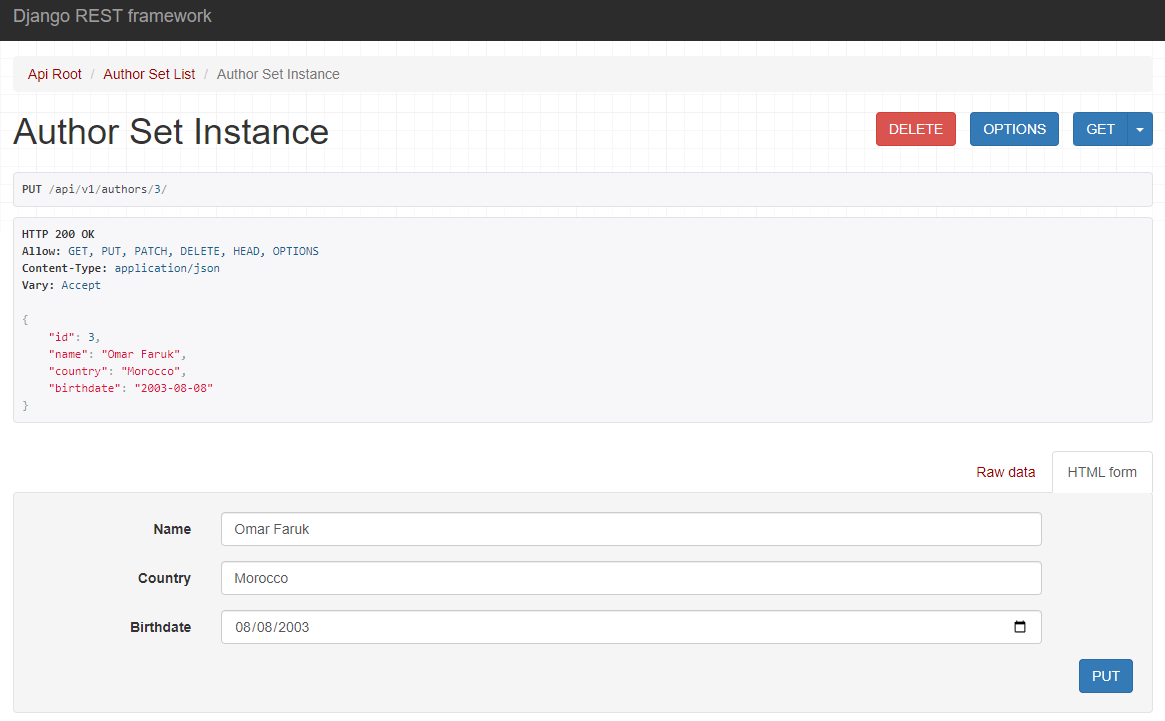 Django REST framework
Api Root / Author Set List / Author Set Instance
Author Set Instance
DELETE OPTIONS GET
PUT /api/v1/authors/3/
HTTP 200 OK
Allow: GET, PUT, PATCH, DELETE, HEAD, OPTIONS
Content-Type: application/json
Vary: Accept
{
    "id": 3,
    "name": "Omar Faruk",
    "country": "Morocco",
    "birthdate": "2003-08-08"
}
Raw data HTML form
Name Omar Faruk
Country Morocco
Birthdate 08/08/2003
PUT